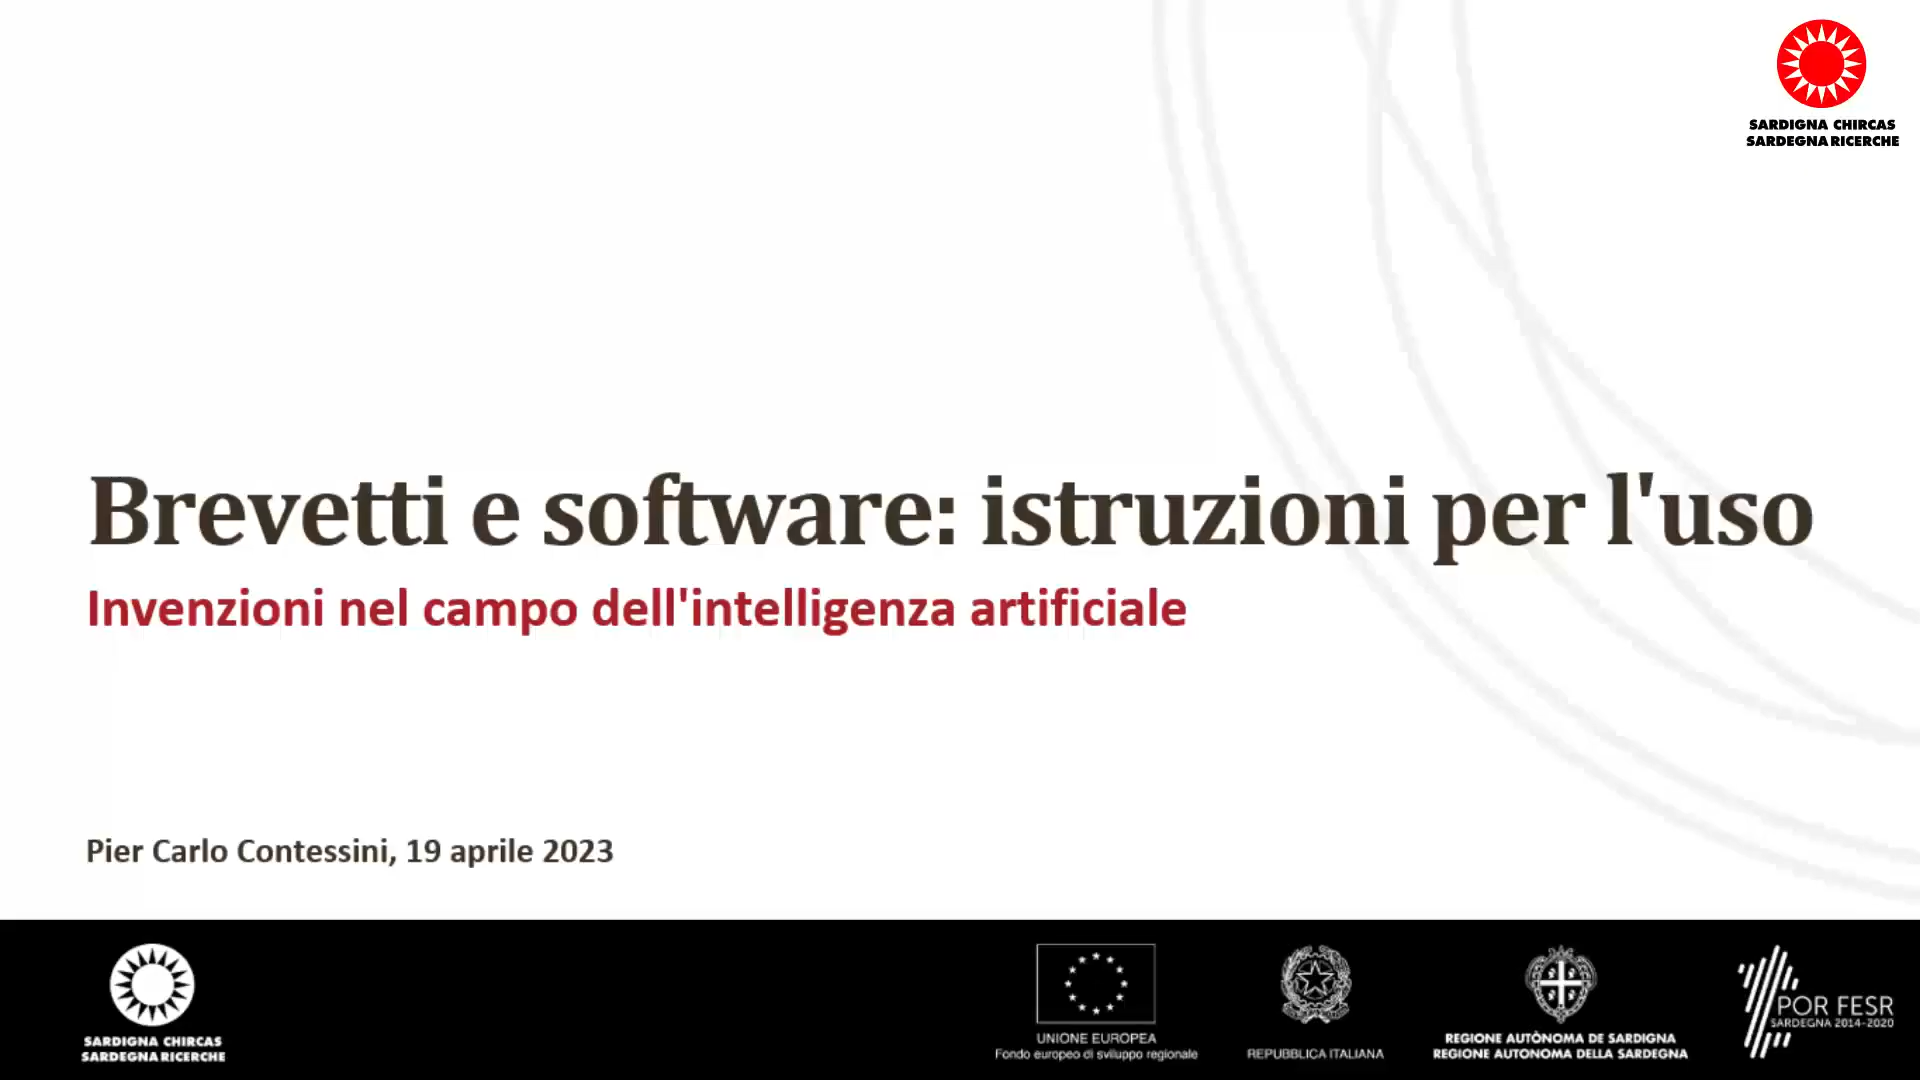 SARDIGNA CHIRCAS
SARDEGNA RICERCHE
Brevetti e software: istruzioni per l'uso
Invenzioni nel campo dell'intelligenza artificiale
Pier Carlo Contessini, 19 aprile 2023
SARDIGNA CHIRCAS
SARDEGNA RICERCHE
UNIONE EUROPEA
Fondo europeo di sviluppo regionale
REPUBBLICA ITALIANA
REGIONE AUTÒNOMA DE SARDIGNA
REGIONE AUTONOMA DELLA SARDEGNA
POR FESR
SARDEGNA 2014-2020